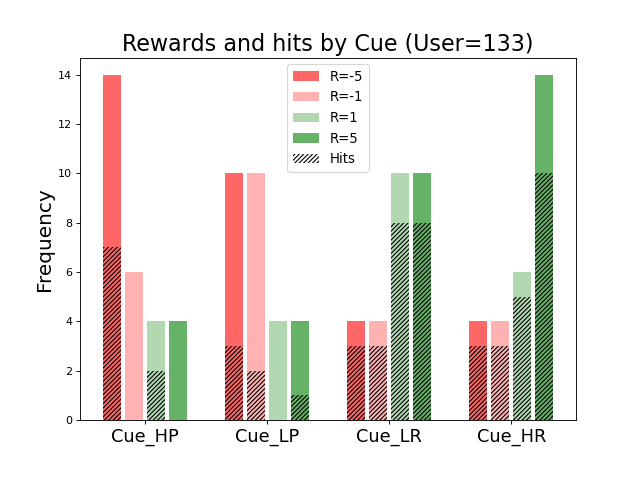 Rewards and hits by Cue (User=133)
R=-5
R=-1
R=1
R=5
Hits
Frequency
14
12
10
8
6
4
2
0
Cue_HP Cue_LP Cue_LR Cue_HR